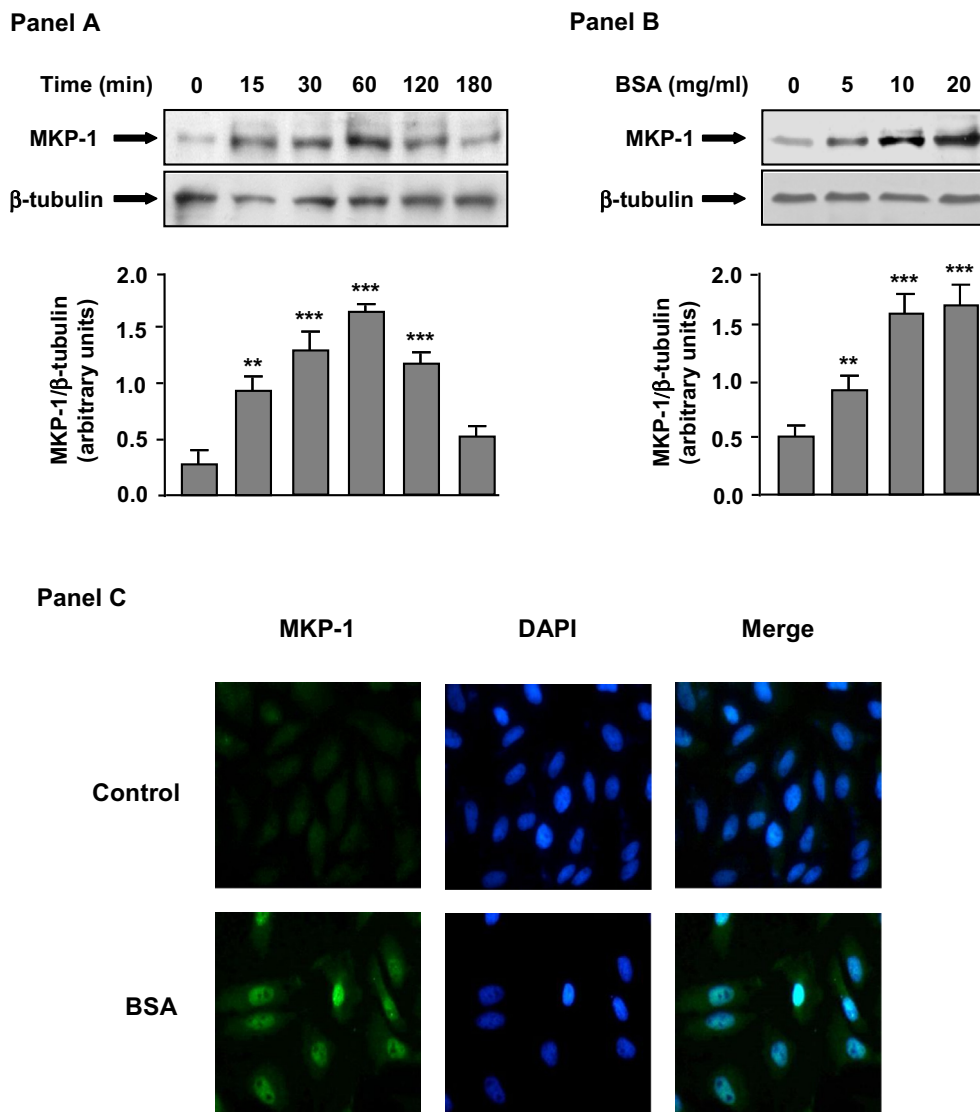 Panel A
Time (min) 0 15 30 60 120 180
MKP-1
β-tubulin
MKP-1/β-tubulin
(arbitrary units)
2.0
1.5
1.0
0.5
0.0
** *** *** ***
Panel B
BSA (mg/ml) 0 5 10 20
MKP-1
β-tubulin
MKP-1/β-tubulin
(arbitrary units)
2.0
1.5
1.0
0.5
0.0
** *** ***
Panel C
MKP-1 DAPI Merge
Control
BSA